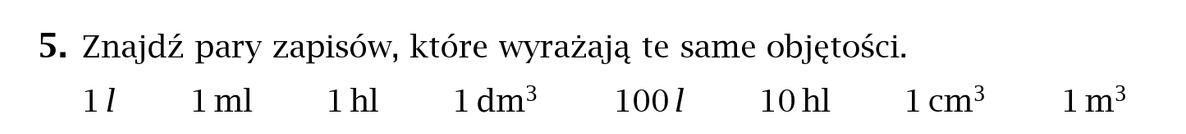 5. Znajdź pary zapisów, które wyrażają te same objętości.
1 l 1 ml 1 hl 1 dm³ 100 l 10 hl 1 cm³ 1 m³